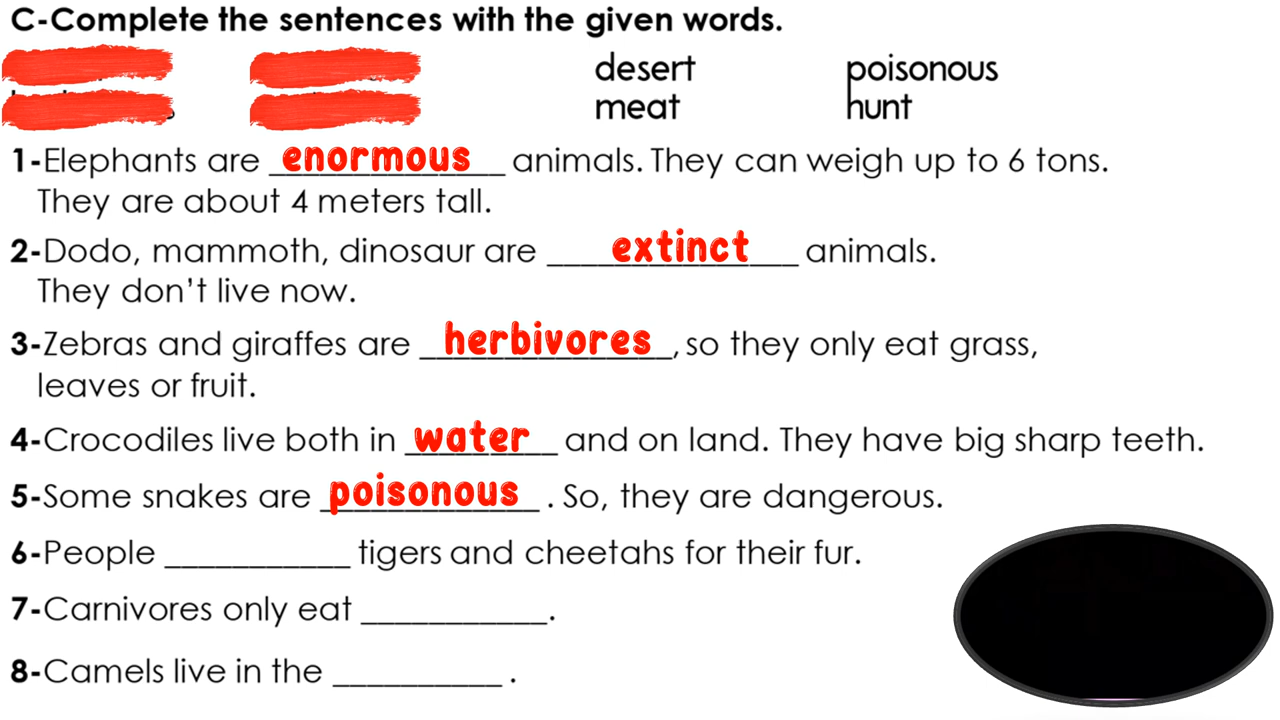 C-Complete the sentences with the given words.
desert poisonous
meat hunt
1-Elephants are enormous animals. They can weigh up to 6 tons.
They are about 4 meters tall.
2-Dodo, mammoth, dinosaur are extinct animals.
They don't live now.
3-Zebras and giraffes are herbivores, so they only eat grass,
leaves or fruit.
4-Crocodiles live both in water and on land. They have big sharp teeth.
5-Some snakes are poisonous. So, they are dangerous.
6-People ___________ tigers and cheetahs for their fur.
7-Carnivores only eat ___________.
8-Camels live in the __________ .